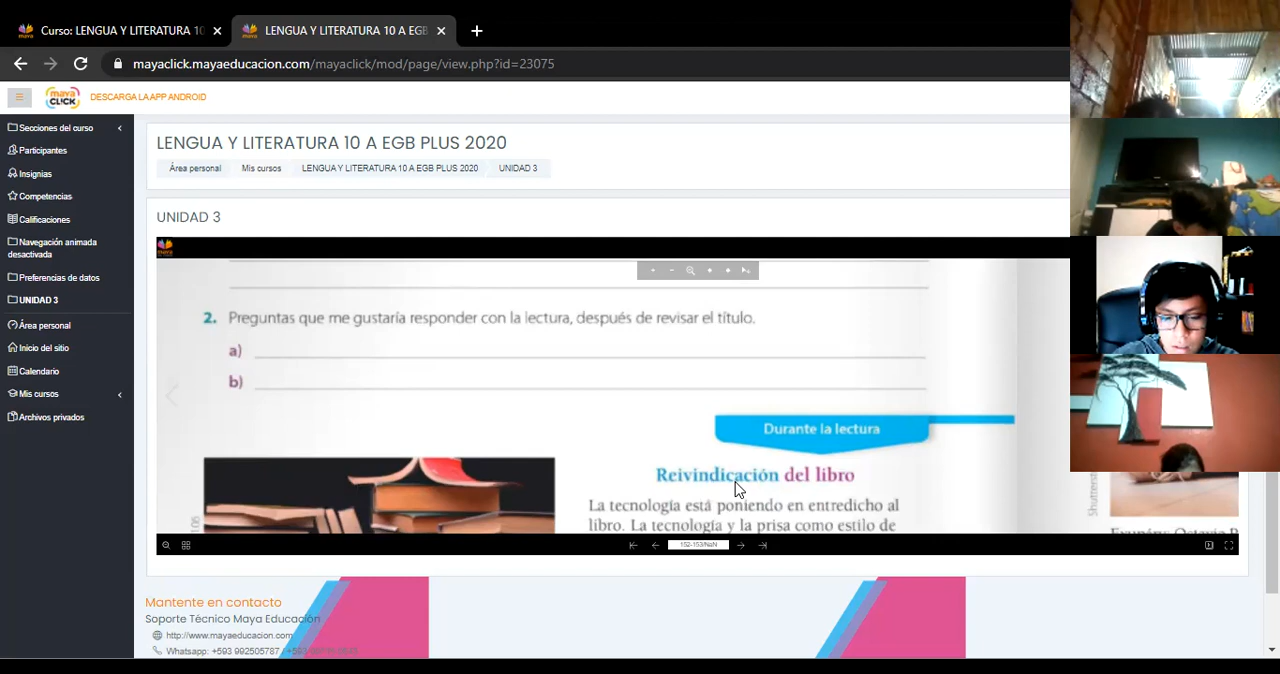 Curso: LENGUA Y LITERATURA 10
LENGUA Y LITERATURA 10 A EGB
mayaclick.mayaeducacion.com/mayaclick/mod/page/view.php?id=23075
maya CLICK
DESCARGA LA APP ANDROID
Secciones del curso
Participantes
Insignias
Competencias
Calificaciones
Navegación animada
desactivada
Preferencias de datos
UNIDAD 3
Área personal
Inicio del sitio
Calendario
Mis cursos
Archivos privados
LENGUA Y LITERATURA 10 A EGB PLUS 2020
Área personal
Mis cursos
LENGUA Y LITERATURA 10 A EGB PLUS 2020
UNIDAD 3
UNIDAD 3
2. Preguntas que me gustaría responder con la lectura, después de revisar el título.
a)
b)
Durante la lectura
Reivindicación del libro
La tecnología está poniendo en entredicho al
libro. La tecnología y la prisa como estilo de
152-153/NaN
Mantente en contacto
Soporte Técnico Maya Educación
http://www.mayaeducacion.com
Whatsapp: +593 992505787